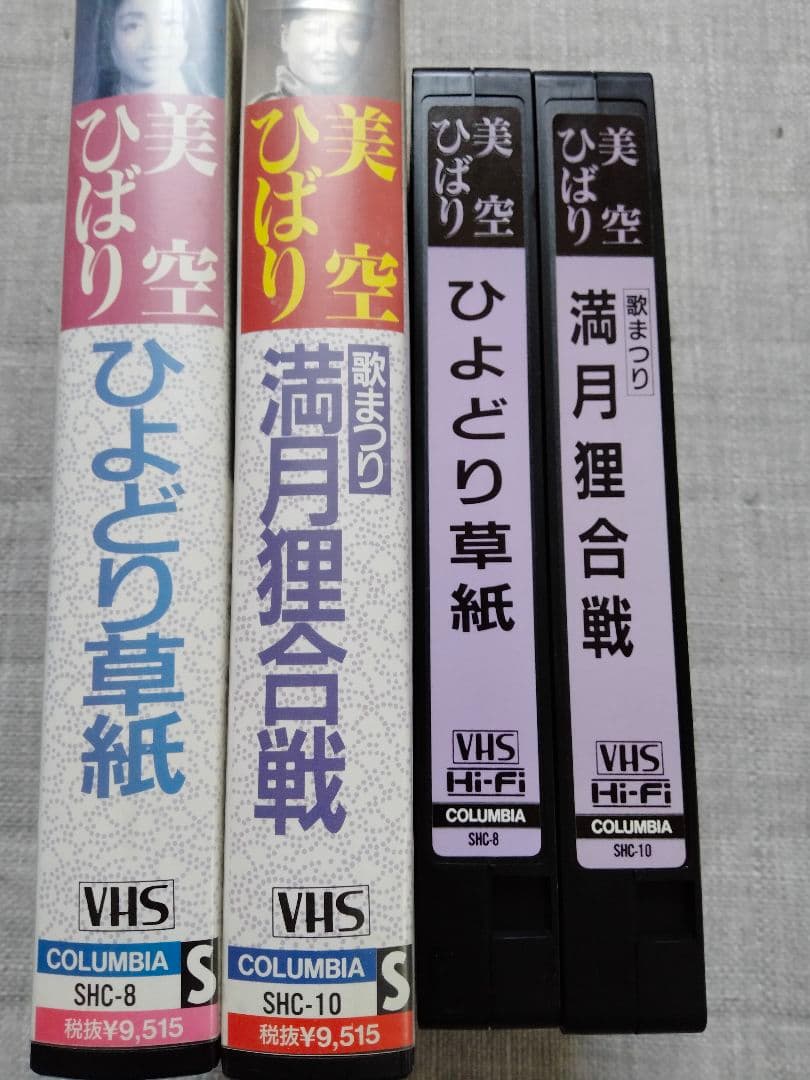 美空
ひばり
ひよどり草紙
VHS
COLUMBIA
S
SHC-8
税抜¥9,515
美空
ひばり
歌まつり
満月狸合戦
VHS
COLUMBIA
S
SHC-10
税抜¥9,515
美空
ひばり
ひよどり草紙
VHS
Hi-Fi
COLUMBIA
SHC-8
美空
ひばり
歌まつり
満月狸合戦
VHS
Hi-Fi
COLUMBIA
SHC-10